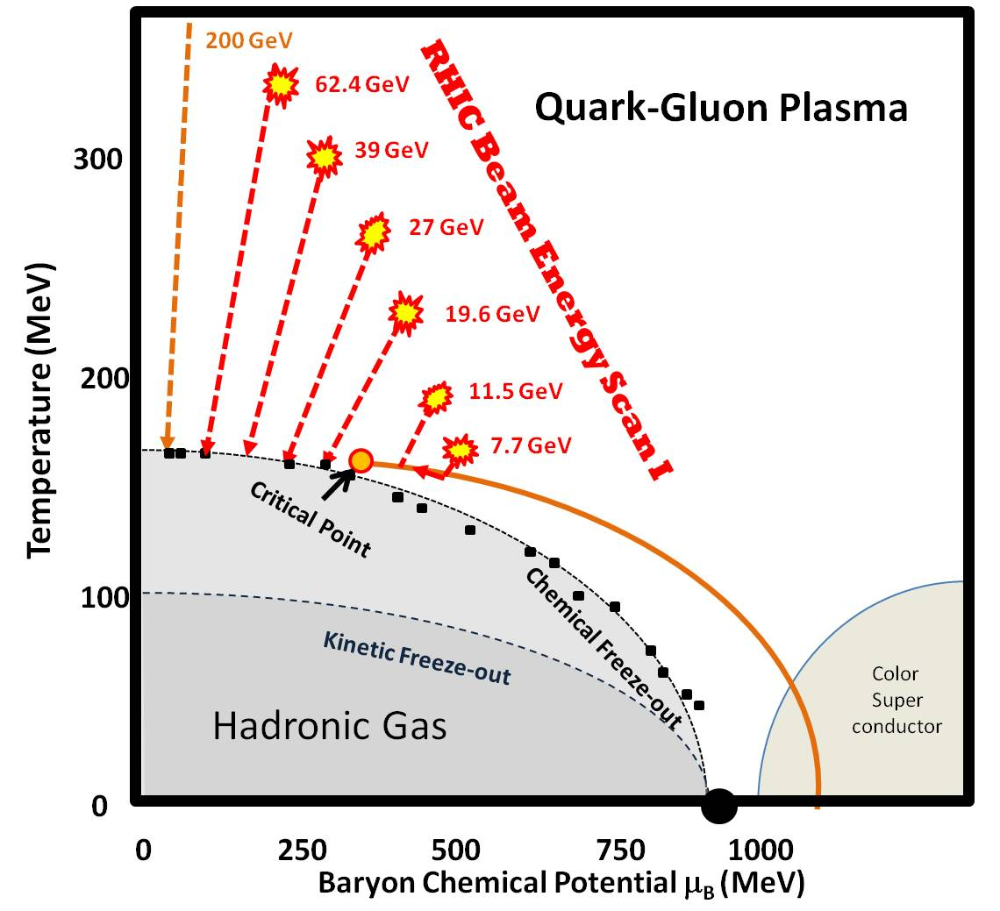 200 GeV
62.4 GeV
39 GeV
27 GeV
19.6 GeV
11.5 GeV
7.7 GeV
RHIC Beam Energy Scan I
Quark-Gluon Plasma
Temperature (MeV)
300
200
100
0
Critical Point
Chemical Freeze-out
Kinetic Freeze-out
Hadronic Gas
Color
Super
conductor
0 250 500 750 1000
Baryon Chemical Potential μB (MeV)